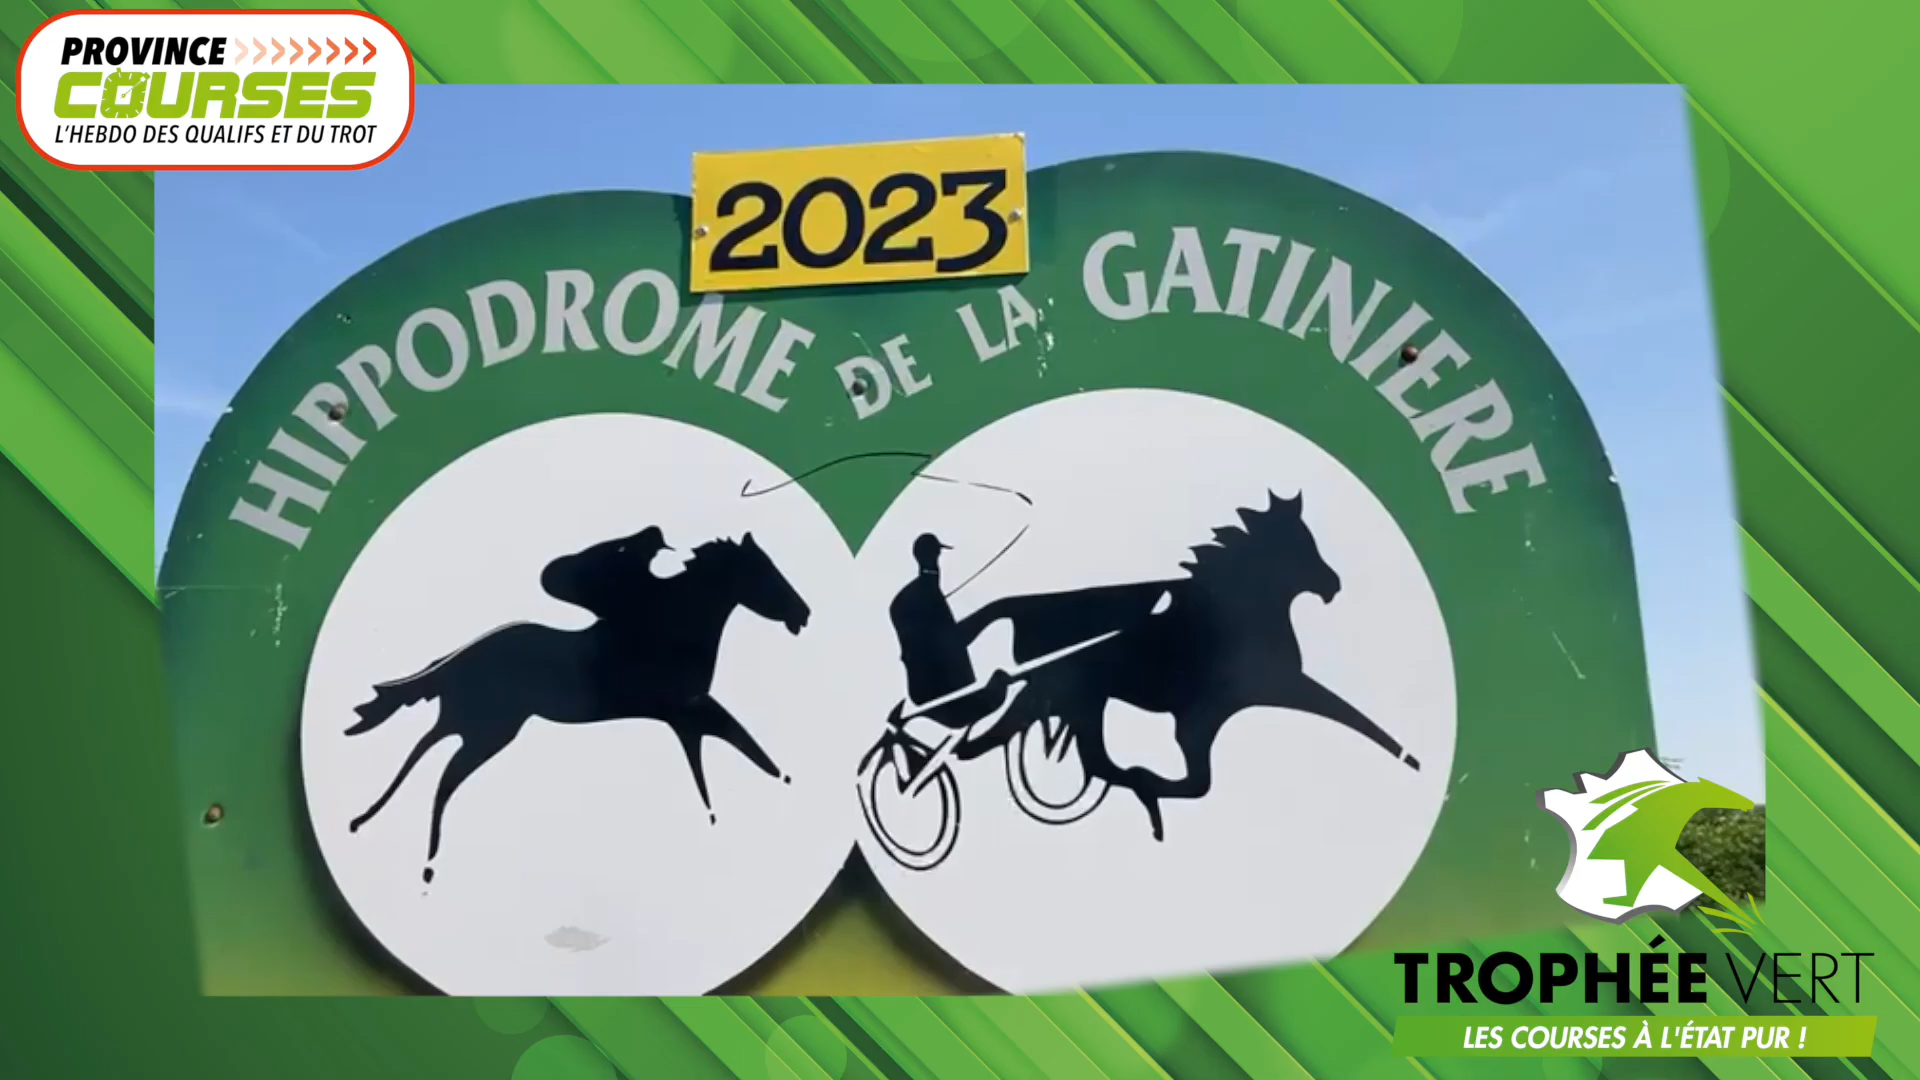 PROVINCE
COURSES
L'HEBDO DES QUALIFS ET DU TROT
2023
HIPPODROME DE LA GATINIERE
TROPHÉE VERT
LES COURSES À L'ÉTAT PUR !